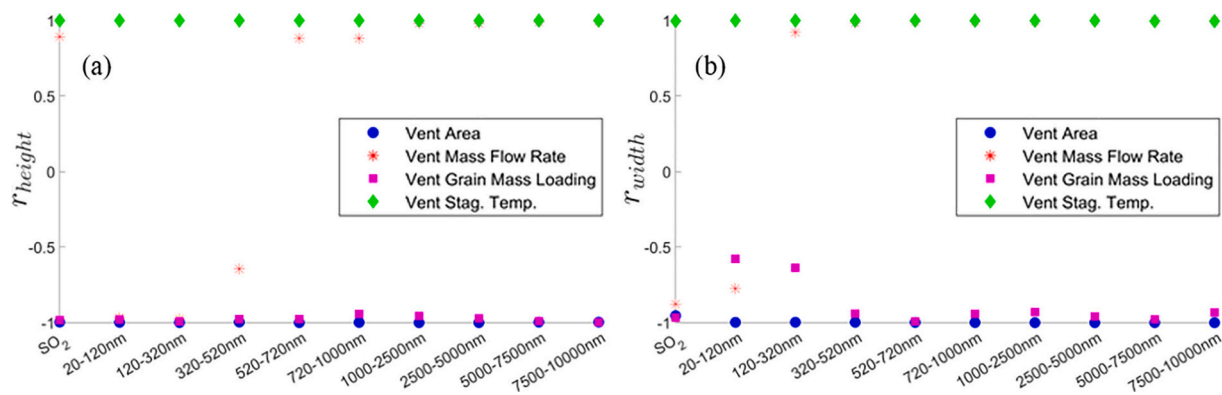 1
0.5
0
-0.5
-1
r_height
(a)
Vent Area
Vent Mass Flow Rate
Vent Grain Mass Loading
Vent Stag. Temp.
SO2
20-120nm
120-320nm
320-520nm
520-720nm
720-1000nm
1000-2500nm
2500-5000nm
5000-7500nm
7500-10000nm
1
0.5
0
-0.5
-1
r_width
(b)
Vent Area
Vent Mass Flow Rate
Vent Grain Mass Loading
Vent Stag. Temp.
SO2
20-120nm
120-320nm
320-520nm
520-720nm
720-1000nm
1000-2500nm
2500-5000nm
5000-7500nm
7500-10000nm